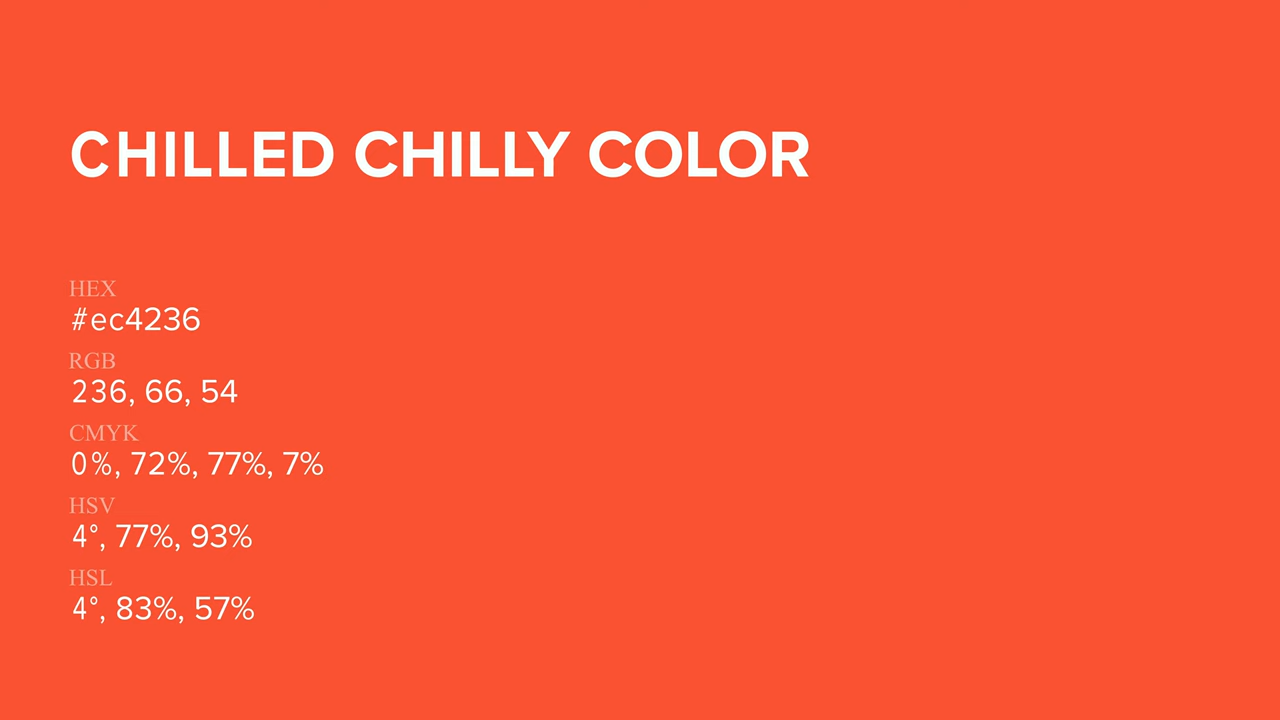 CHILLED CHILLY COLOR
HEX
#ec4236
RGB
236, 66, 54
CMYK
0%, 72%, 77%, 7%
HSV
4°, 77%, 93%
HSL
4°, 83%, 57%